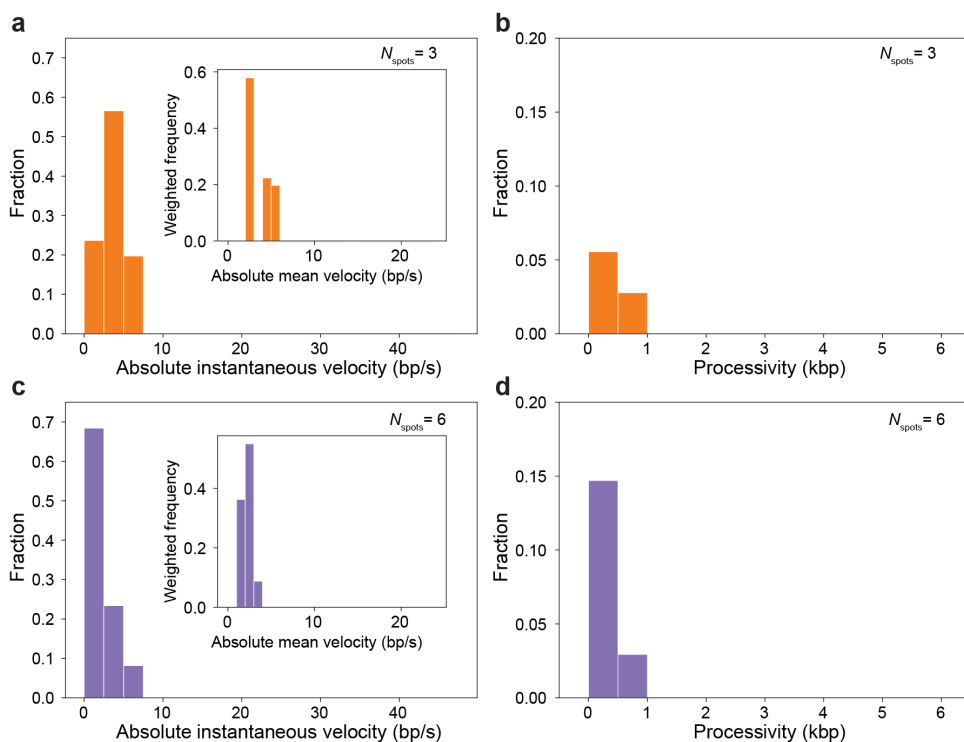 a
N_spots = 3
0.7
0.6
0.5
0.4
0.3
0.2
0.1
0.0
Fraction
0 10 20 30 40
Absolute instantaneous velocity (bp/s)
0.6
0.4
0.2
0.0
Weighted frequency
0 10 20
Absolute mean velocity (bp/s)
b
N_spots = 3
0.20
0.15
0.10
0.05
0.00
Fraction
0 1 2 3 4 5 6
Processivity (kbp)
c
N_spots = 6
0.7
0.6
0.5
0.4
0.3
0.2
0.1
0.0
Fraction
0 10 20 30 40
Absolute instantaneous velocity (bp/s)
0.4
0.2
0.0
Weighted frequency
0 10 20
Absolute mean velocity (bp/s)
d
N_spots = 6
0.20
0.15
0.10
0.05
0.00
Fraction
0 1 2 3 4 5 6
Processivity (kbp)